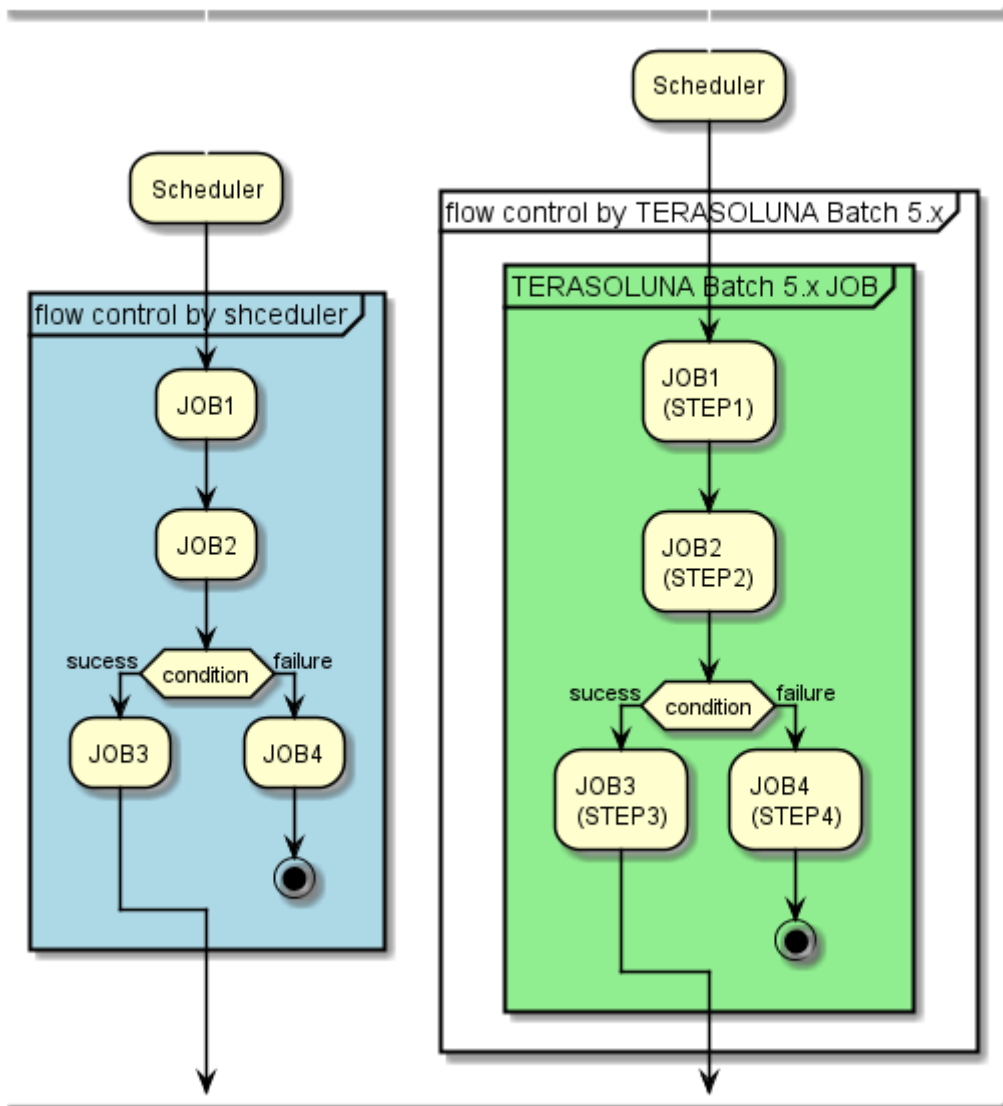 Scheduler
flow control by shceduler
JOB1
JOB2
sucess
condition
failure
JOB3
JOB4
Scheduler
flow control by TERASOLUNA Batch 5.x
TERASOLUNA Batch 5.x JOB
JOB1
(STEP1)
JOB2
(STEP2)
sucess
condition
failure
JOB3
(STEP3)
JOB4
(STEP4)